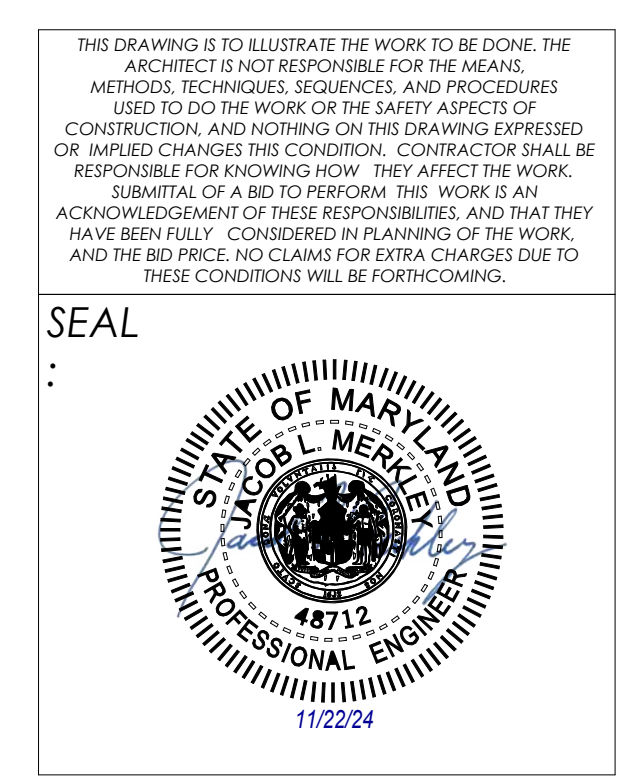 THIS DRAWING IS TO ILLUSTRATE THE WORK TO BE DONE. THE
ARCHITECT IS NOT RESPONSIBLE FOR THE MEANS,
METHODS, TECHNIQUES, SEQUENCES, AND PROCEDURES
USED TO DO THE WORK OR THE SAFETY ASPECTS OF
CONSTRUCTION, AND NOTHING ON THIS DRAWING EXPRESSED
OR IMPLIED CHANGES THIS CONDITION. CONTRACTOR SHALL BE
RESPONSIBLE FOR KNOWING HOW THEY AFFECT THE WORK.
SUBMITTAL OF A BID TO PERFORM THIS WORK IS AN
ACKNOWLEDGEMENT OF THESE RESPONSIBILITIES, AND THAT THEY
HAVE BEEN FULLY CONSIDERED IN PLANNING OF THE WORK,
AND THE BID PRICE. NO CLAIMS FOR EXTRA CHARGES DUE TO
THESE CONDITIONS WILL BE FORTHCOMING.
SEAL
:
STATE OF MARYLAND
JACOB L. MERKLEY
48712
PROFESSIONAL ENGINEER
11/22/24